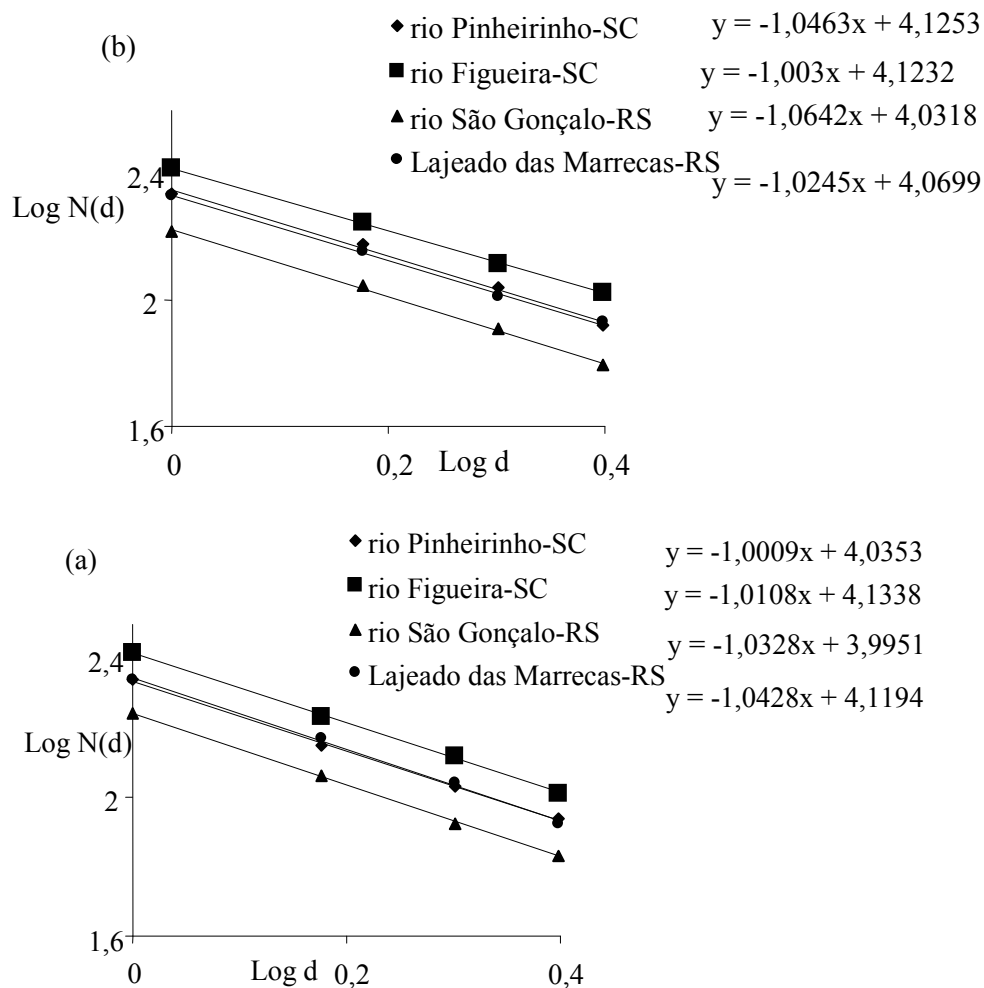 (b)
rio Pinheirinho-SC y = -1,0463x + 4,1253
rio Figueira-SC y = -1,003x + 4,1232
rio São Gonçalo-RS y = -1,0642x + 4,0318
Lajeado das Marrecas-RS y = -1,0245x + 4,0699
2,4
Log N(d)
2
1,6
0 0,2 Log d 0,4
(a)
rio Pinheirinho-SC y = -1,0009x + 4,0353
rio Figueira-SC y = -1,0108x + 4,1338
rio São Gonçalo-RS y = -1,0328x + 3,9951
Lajeado das Marrecas-RS y = -1,0428x + 4,1194
2,4
Log N(d)
2
1,6
0 Log d 0,2 0,4